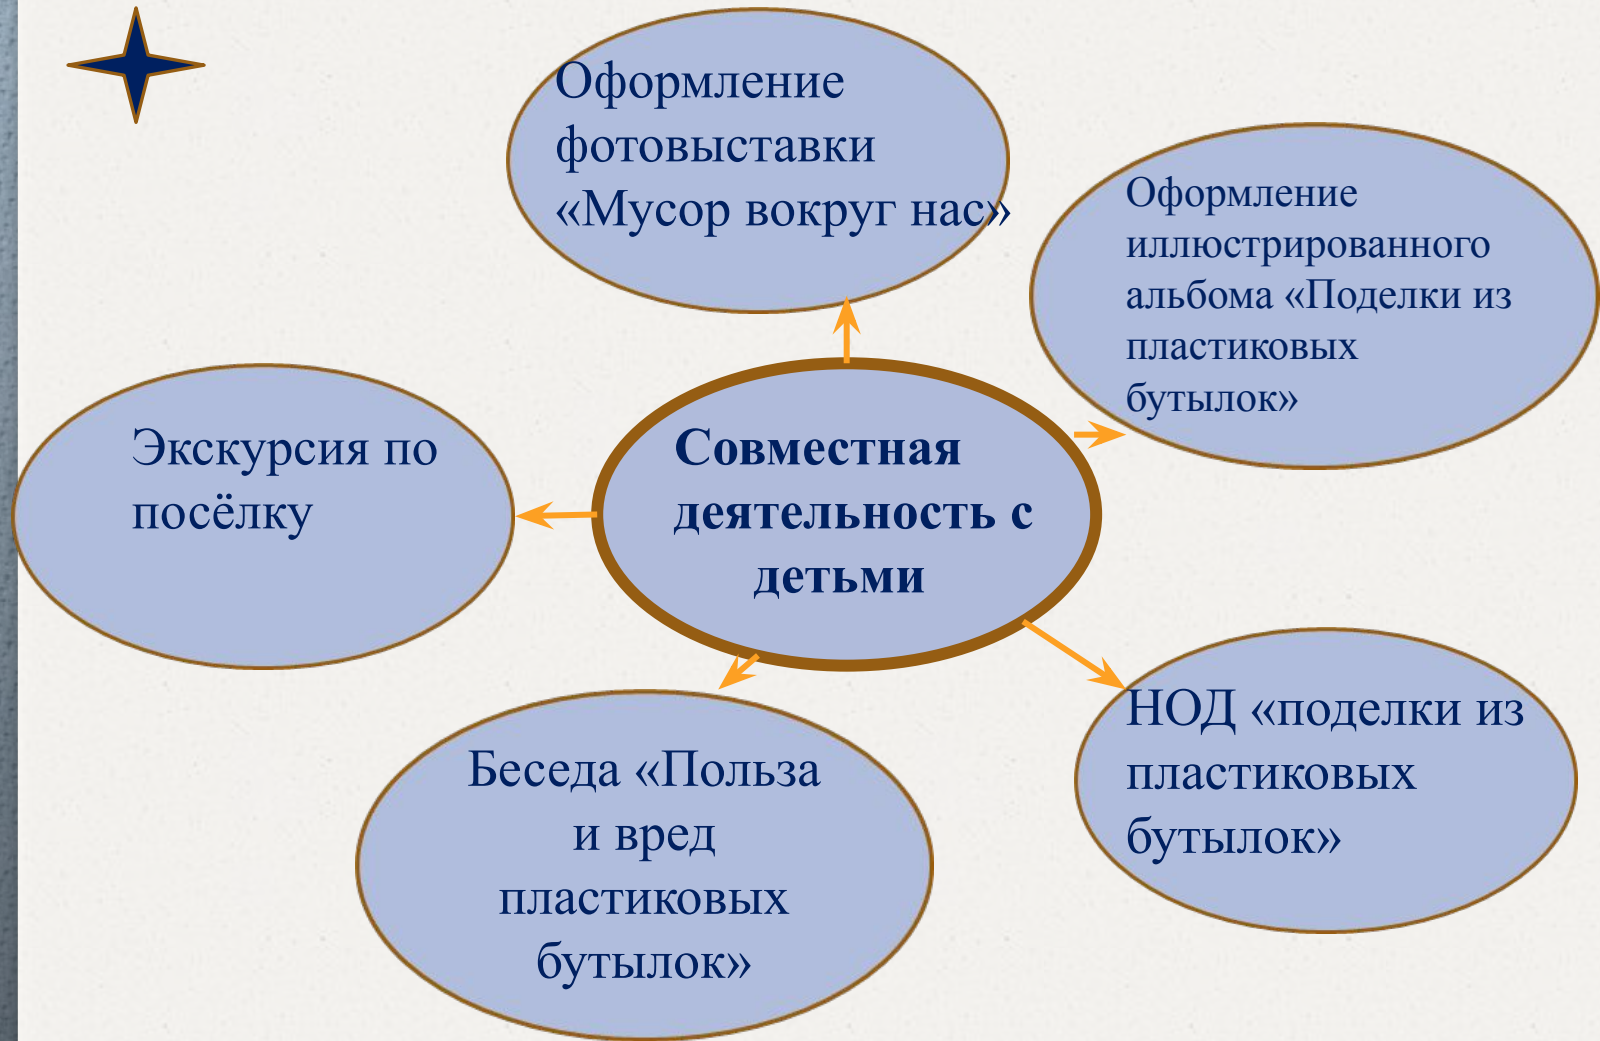 Оформление
фотовыставки
«Мусор вокруг нас»
Оформление
иллюстрированного
альбома «Поделки из
пластиковых
бутылок»
Экскурсия по
посёлку
Совместная
деятельность с
детьми
НОД «поделки из
пластиковых
бутылок»
Беседа «Польза
и вред
пластиковых
бутылок»